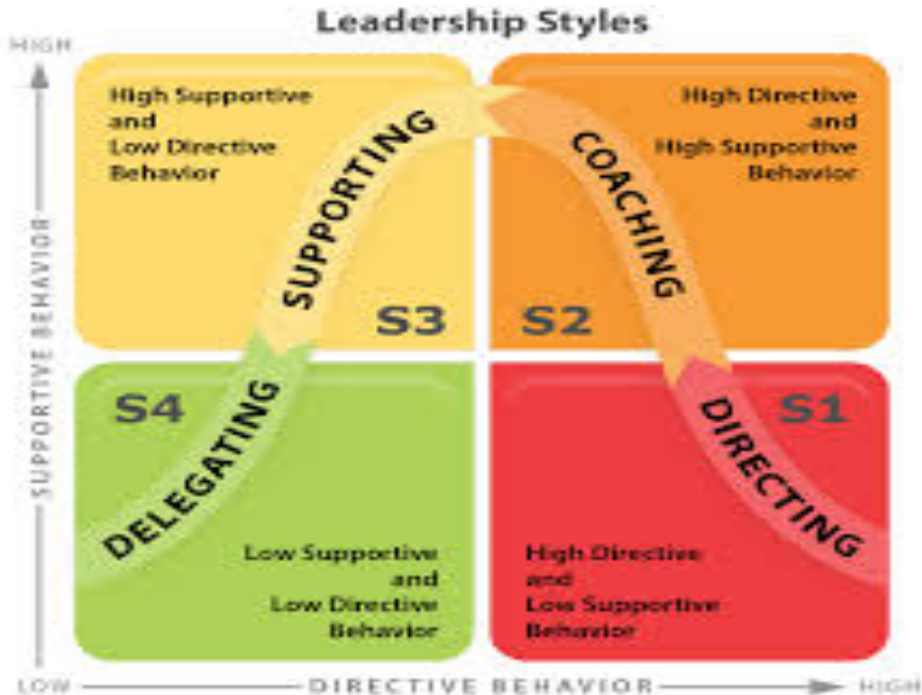 Leadership Styles
HIGH
High Supportive
and
Low Directive
Behavior
High Directive
and
High Supportive
Behavior
SUPPORTING
COACHING
S3
S2
SUPPORTIVE BEHAVIOR
S4
S1
DELEGATING
DIRECTING
Low Supportive
and
Low Directive
Behavior
High Directive
and
Low Supportive
Behavior
LOW
DIRECTIVE BEHAVIOR
HIGH